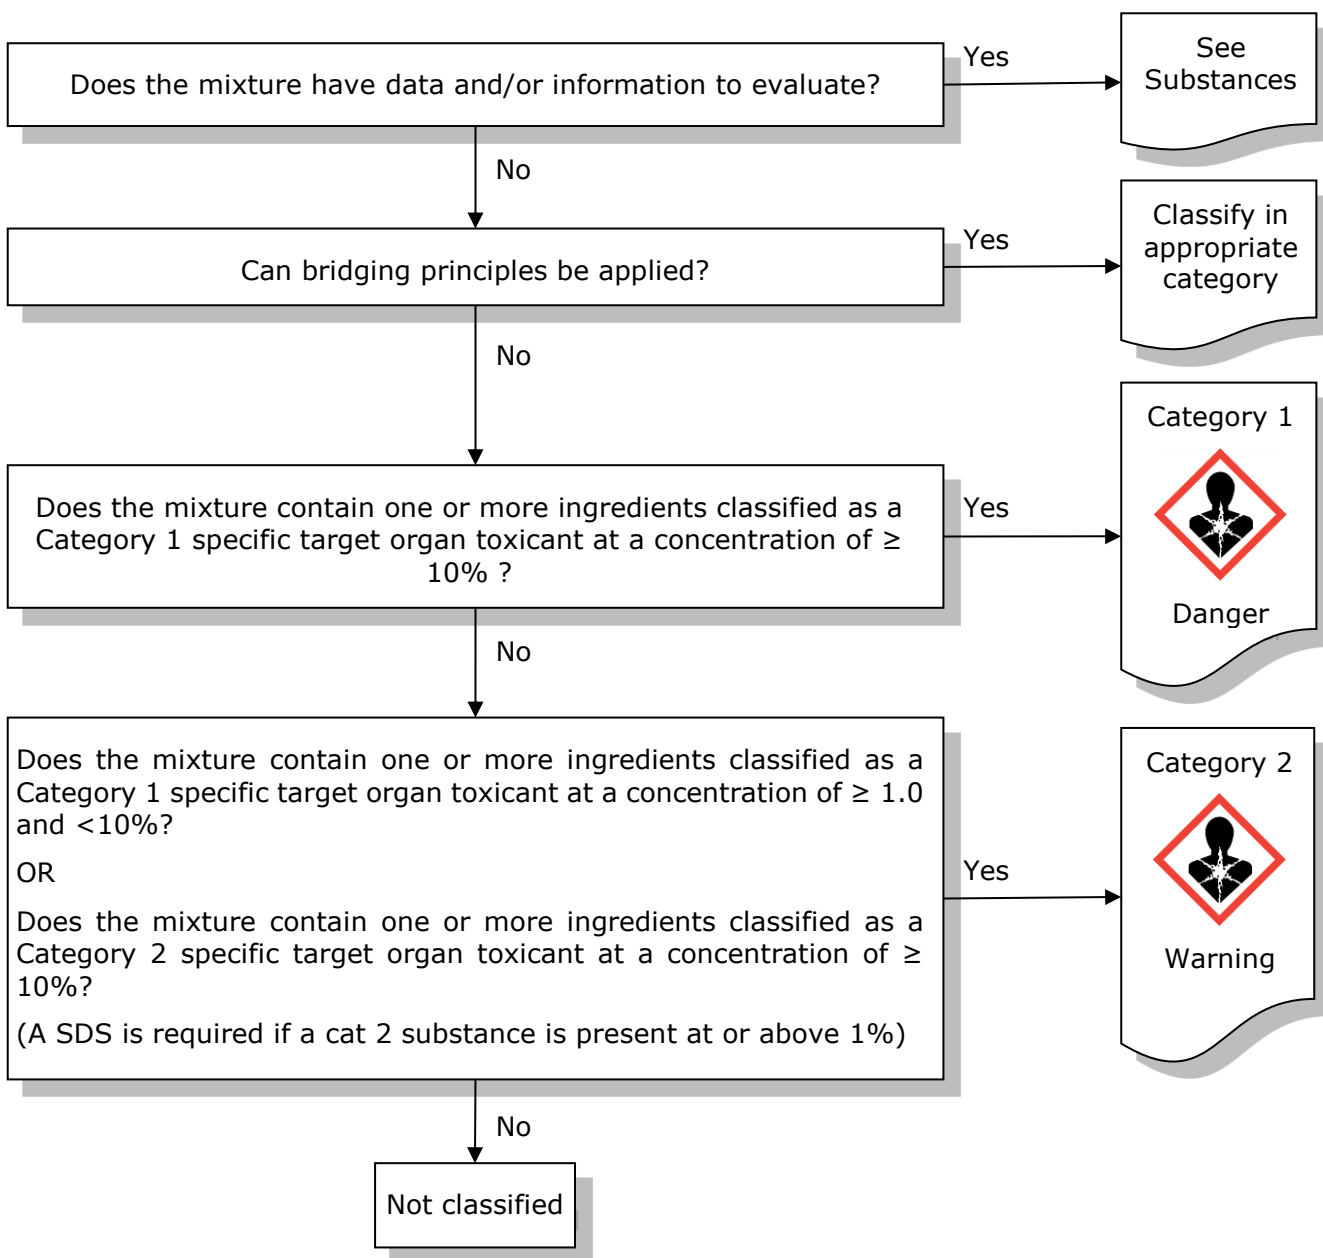 Does the mixture have data and/or information to evaluate?
Yes
See
Substances
No
Can bridging principles be applied?
Yes
Classify in
appropriate
category
No
Does the mixture contain one or more ingredients classified as a
Category 1 specific target organ toxicant at a concentration of ≥
10% ?
Yes
Category 1
Danger
No
Does the mixture contain one or more ingredients classified as a
Category 1 specific target organ toxicant at a concentration of ≥ 1.0
and <10%?
OR
Does the mixture contain one or more ingredients classified as a
Category 2 specific target organ toxicant at a concentration of ≥
10%?
(A SDS is required if a cat 2 substance is present at or above 1%)
Yes
Category 2
Warning
No
Not classified